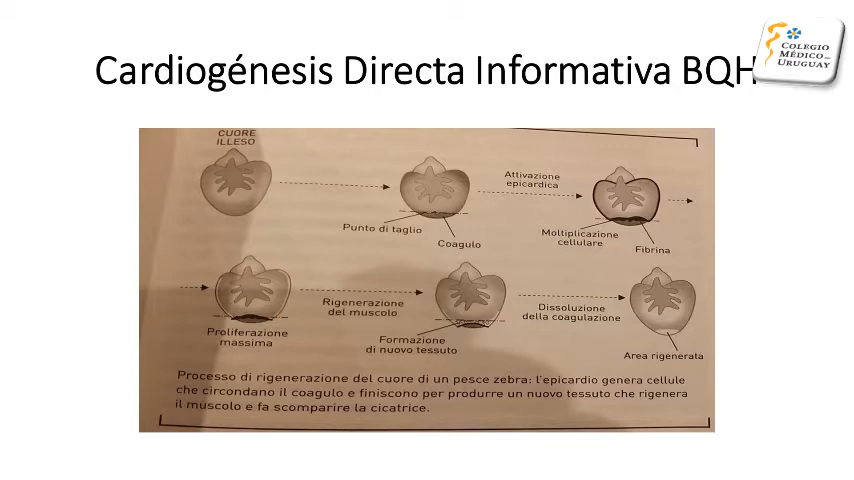 Cardiogénesis Directa Informativa BQH
COLEGIO
MÉDICO
DEL
URUGUAY
CUORE
ILLESO
Punto di taglio
Coagulo
Attivazione
epicardica
Moltiplicazione
cellulare
Fibrina
Proliferazione
massima
Rigenerazione
del muscolo
Formazione
di nuovo tessuto
Dissoluzione
della coagulazione
Area rigenerata
Processo di rigenerazione del cuore di un pesce zebra: l'epicardio genera cellule
che circondano il coagulo e finiscono per produrre un nuovo tessuto che rigenera
il muscolo e fa scomparire la cicatrice.